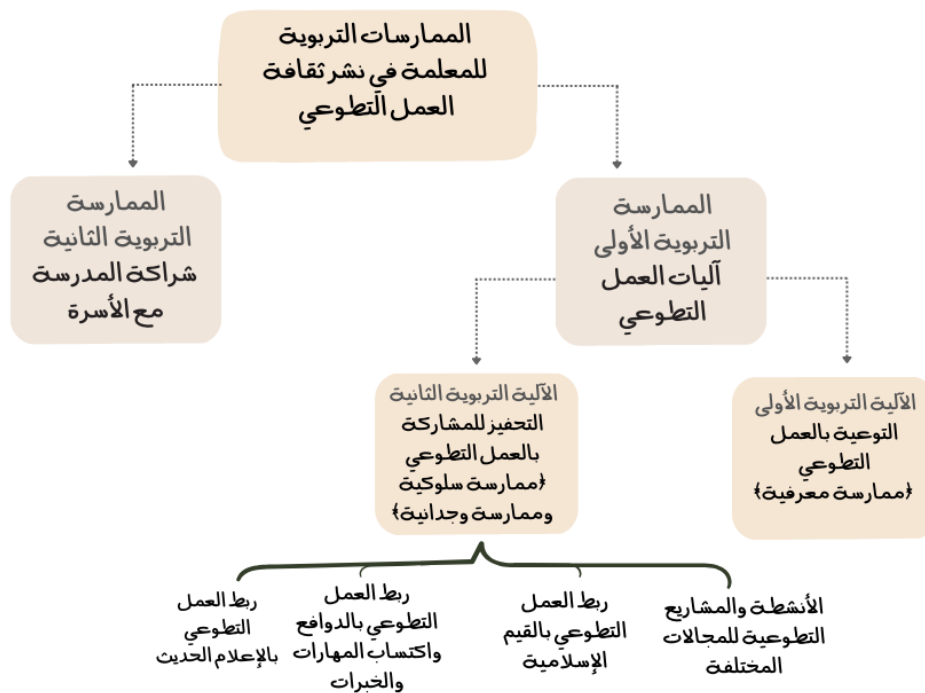 الممارسات التربوية
للمعلمة في نشر ثقافة
العمل التطوعي
الممارسة
التربوية الأولى
آليات العمل
التطوعي
الممارسة
التربوية الثانية
شراكة المدرسة
مع الأسرة
الآلية التربوية الأولى
التوعية بالعمل
التطوعي
{ممارسة معرفية}
الآلية التربوية الثانية
التحفيز للمشاركة
بالعمل التطوعي
{ممارسة سلوكية
وممارسة وجدانية}
الأنشطة والمشاريع
التطوعية للمجالات
المختلفة
ربط العمل
التطوعي بالقيم
الإسلامية
ربط العمل
التطوعي بالدوافع
واكتساب المهارات
والخبرات
ربط العمل
التطوعي
بالإعلام الحديث